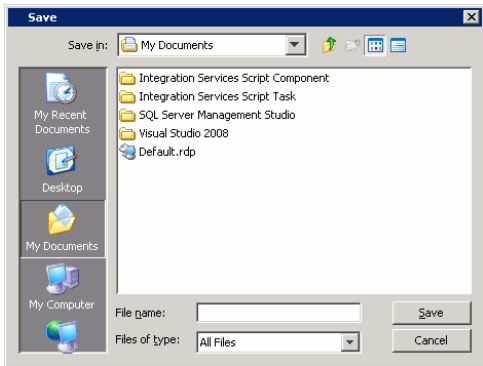 Save
Save in:
My Documents
My Recent
Documents
Desktop
My Documents
My Computer
Integration Services Script Component
Integration Services Script Task
SQL Server Management Studio
Visual Studio 2008
Default.rdp
File name:
Save
Files of type:
All Files
Cancel